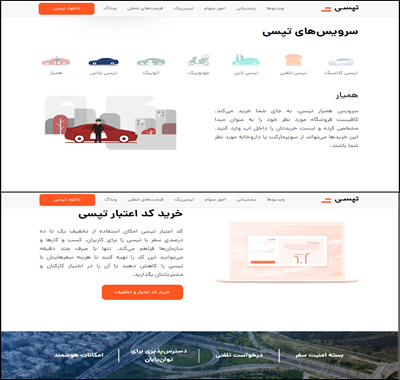 تپسی
ویدیوها پشتیبانی امور سهام تپسی‌پک فرصت‌های شغلی وبلاگ دانلود تپسی
سرویس‌های تپسی
تپسی کلاسیک تپسی تلفنی تپسی لاین موتوپیک اتوپیک تپسی پلاس همیار
همیار
سرویس همیار تپسی، به جای شما خرید می‌کند.
کافیست فروشگاه مورد نظر خود را به عنوان مبدا
مشخص کرده و لیست خریدتان را داخل اپ وارد کنید.
این خریدها می‌تواند از سوپرمارکت یا داروخانه مورد نظر
شما باشند.
تپسی
ویدیوها پشتیبانی امور سهام تپسی‌پک فرصت‌های شغلی وبلاگ دانلود تپسی
خرید کد اعتبار تپسی
کد اعتبار تپسی امکان استفاده از تخفیف یک تا ده
درصدی سفر با تپسی را برای کاربران، کسب و کارها و
سازمان‌ها فراهم می‌کند. تنها با صرف چند دقیقه
می‌توانید این کد را تهیه کنید تا هزینه سفرهایتان با
تپسی را کاهش دهید یا آن را در اختیار کارکنان و
مشتریانتان بگذارید.
خرید کد اعتبار و تخفیف
بسته امنیت سفر درخواست تلفنی دسترس‌پذیری برای امکانات هوشمند
توان‌یابان